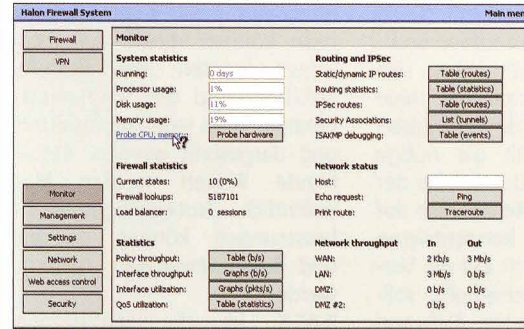 Halon Firewall System
Main men
Firewall
VPN
Monitor
Management
Settings
Network
Web access control
Security
Monitor
System statistics
Running: 0 days
Processor usage: 1%
Disk usage: 11%
Memory usage: 19%
Probe CPU, memory: Probe hardware
Firewall statistics
Current states: 10 (0%)
Firewall lookups: 5187101
Load balancer: 0 sessions
Statistics
Policy throughput: Table (b/s)
Interface throughput: Graphs (b/s)
Interface utilization: Graphs (pkts/s)
QoS utilization: Table (statistics)
Routing and IPSec
Static/dynamic IP routes: Table (routes)
Routing statistics: Table (statistics)
IPSec routes: Table (routes)
Security Associations: List (tunnels)
ISAKMP debugging: Table (events)
Network status
Host:
Echo request: Ping
Print route: Traceroute
Network throughput In Out
WAN: 2 Kb/s 3 Mb/s
LAN: 3 Mb/s 0 b/s
DMZ: 0 b/s 0 b/s
DMZ #2: 0 b/s 0 b/s